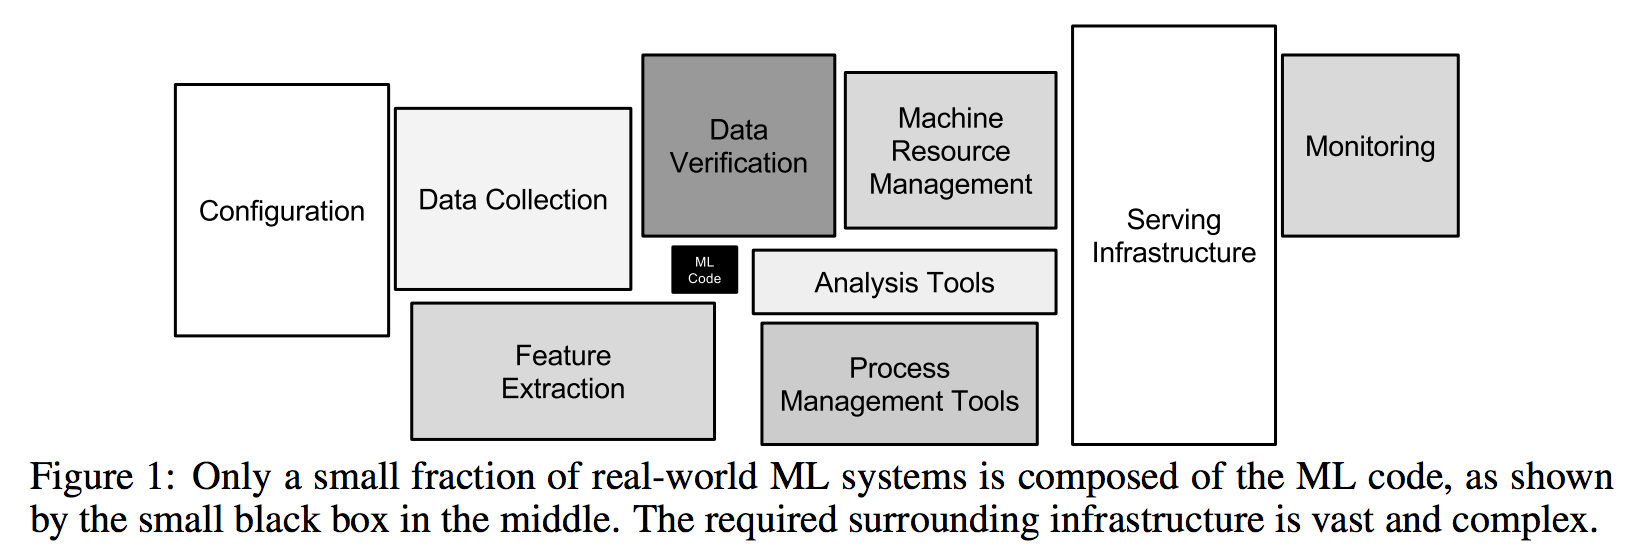 Configuration
Data Collection
Data
Verification
Machine
Resource
Management
Serving
Infrastructure
Monitoring
ML
Code
Analysis Tools
Feature
Extraction
Process
Management Tools
Figure 1: Only a small fraction of real-world ML systems is composed of the ML code, as shown
by the small black box in the middle. The required surrounding infrastructure is vast and complex.